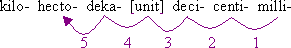 kilo- hecto- deka- [unit] deci- centi- milli-
5 4 3 2 1